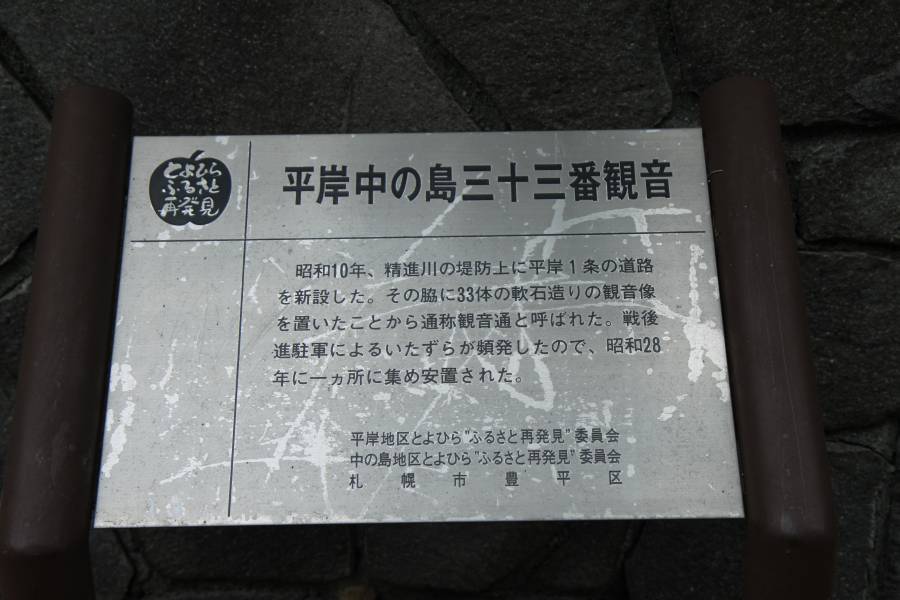 とよひら
ふるさと
再発見
平岸中の島三十三番観音
昭和10年、精進川の堤防上に平岸1条の道路
を新設した。その脇に33体の軟石造りの観音像
を置いたことから通称観音通と呼ばれた。戦後
進駐軍によるいたずらが頻発したので、昭和28
年に一ヵ所に集め安置された。
平岸地区とよひら"ふるさと再発見"委員会
中の島地区とよひら"ふるさと再発見"委員会
札幌市豊平区